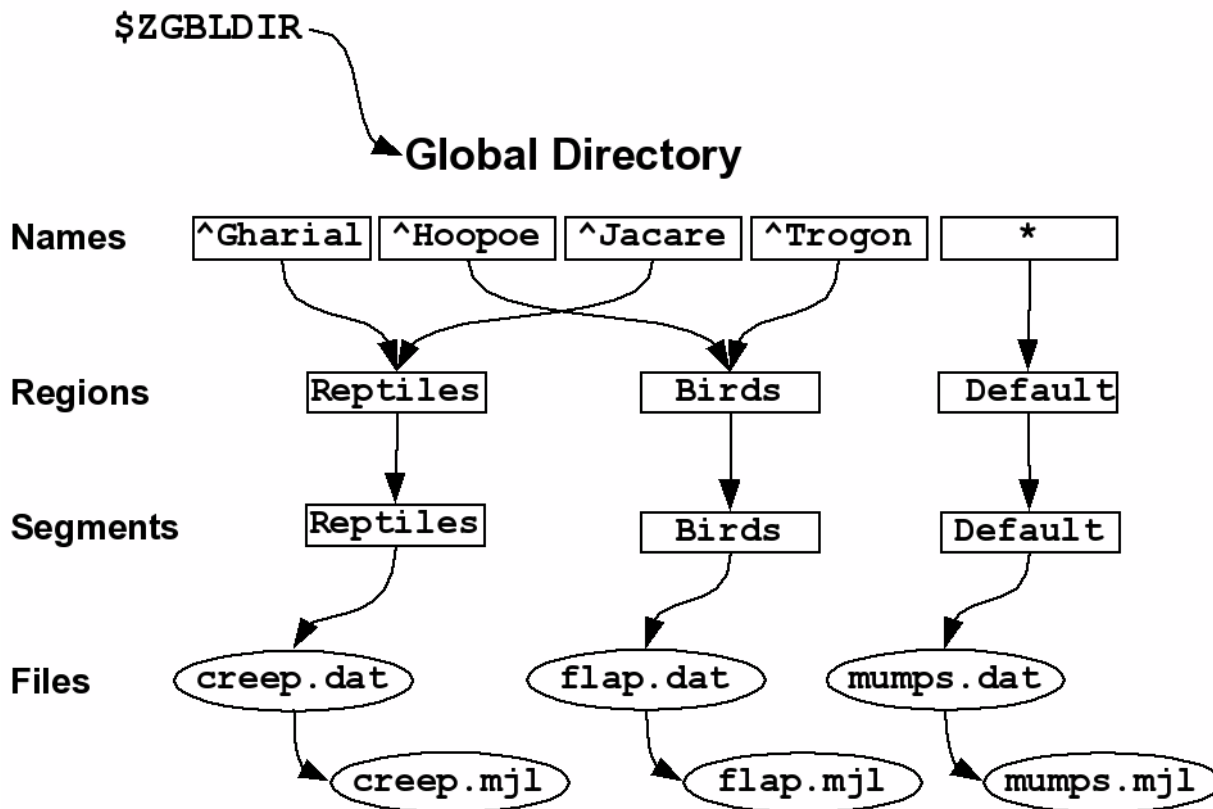 $ZGBLDIR
Global Directory
Names ^Gharial ^Hoopoe ^Jacare ^Trogon *
Regions Reptiles Birds Default
Segments Reptiles Birds Default
Files creep.dat flap.dat mumps.dat
creep.mjl flap.mjl mumps.mjl